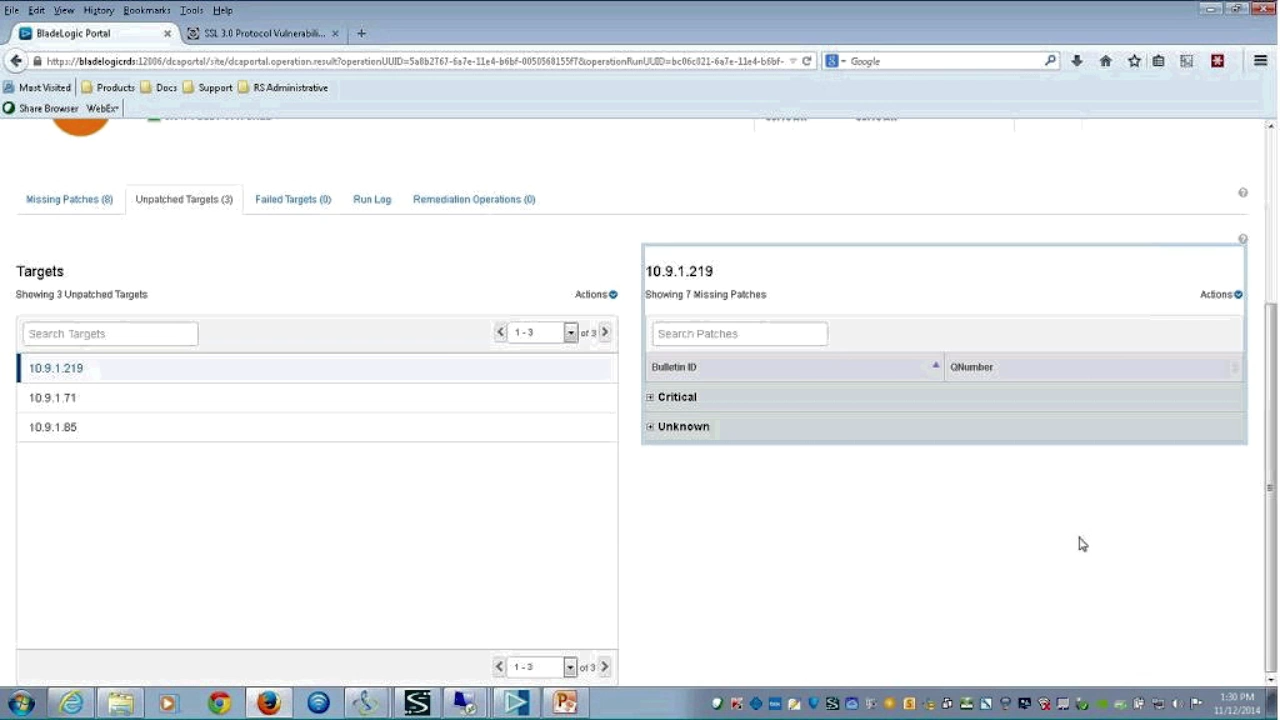 File Edit View History Bookmarks Tools Help
BladeLogic Portal × SSL 3.0 Protocol Vulnerabili... × +
Google
Most Visited Products Docs Support RS Administrative
Share Browser WebEx
Missing Patches (8) Unpatched Targets (3) Failed Targets (0) Run Log Remediation Operations (0)
Targets
Showing 3 Unpatched Targets Actions
Search Targets 1 - 3 of 3
10.9.1.219
10.9.1.71
10.9.1.85
1 - 3 of 3
10.9.1.219
Showing 7 Missing Patches Actions
Search Patches
Bulletin ID QNumber
Critical
Unknown
1:30 PM
11/12/2014